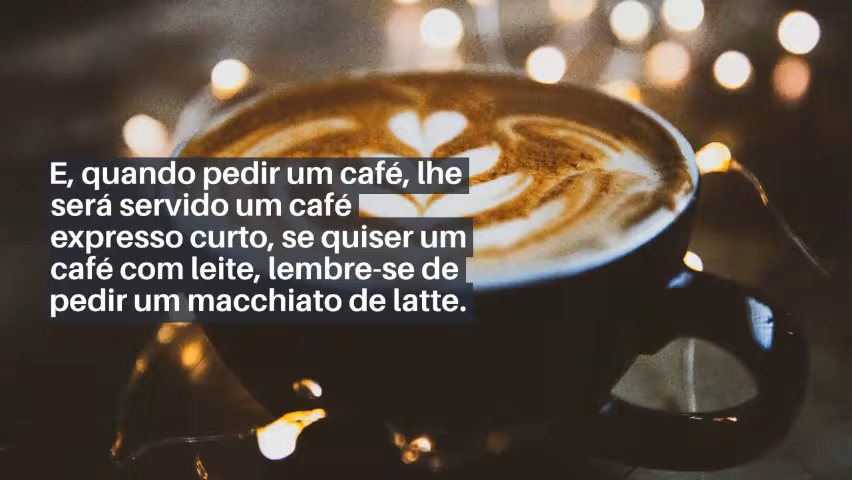 E, quando pedir um café, lhe
será servido um café
expresso curto, se quiser um
café com leite, lembre-se de
pedir um macchiato de latte.